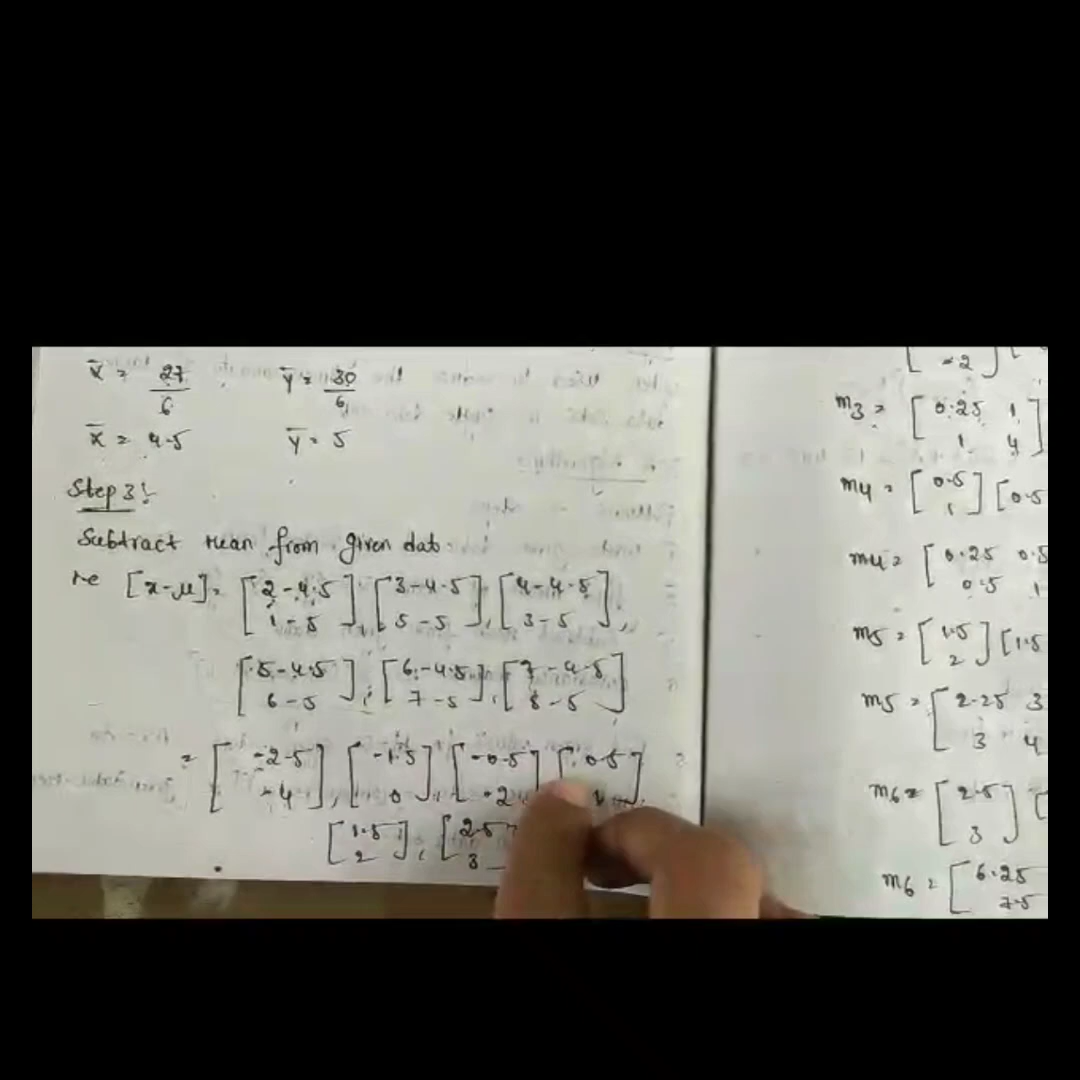 x̄ = 27/6 ȳ = 30/6
x̄ = 4.5 ȳ = 5
Step 3:
Subtract mean from given dat
ie [x-μ] = [2-4.5 1-5], [3-4.5 5-5], [4-4.5 3-5],
[5-4.5 6-5], [6-4.5 7-5], [7-4.5 8-5]
= [-2.5 -4], [-1.5 0], [-0.5 -2], [0.5
[1.5 2], [2.5 3
-2] [
m3 = [0.25 1 1 4]
m4 = [0.5 1] [0.5
m4 = [0.25 0.5 0.5 1
m5 = [1.5 2] [1.5
m5 = [2.25 3 3 4
m6 = [2.5 3] [
m6 = [6.25 7.5